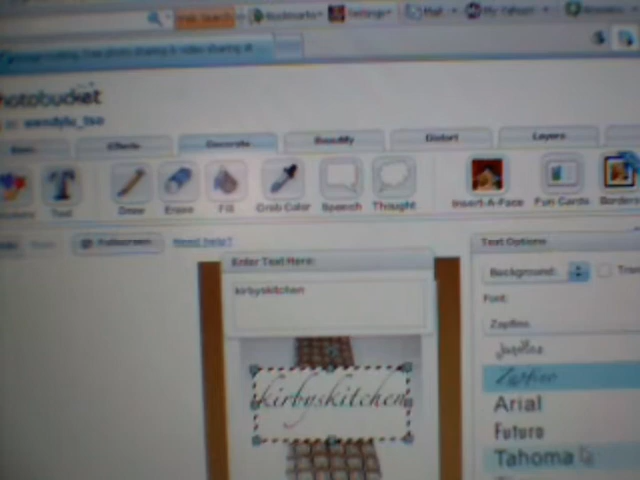 Bookmarks
Mail
My Yahoo!
hotobucket
Effects
Decorate
Beautify
Distort
Layers
Text
Draw
Erase
Fill
Grab Color
Speech
Thought
Insert-A-Face
Fun Cards
Borders
Fullscreen
Need help?
Enter Text Here:
Text Options
kirbyskitchen
Background:
Font:
Zapfino
Zapfino
kirbyskitchen
Arial
Futura
Tahoma